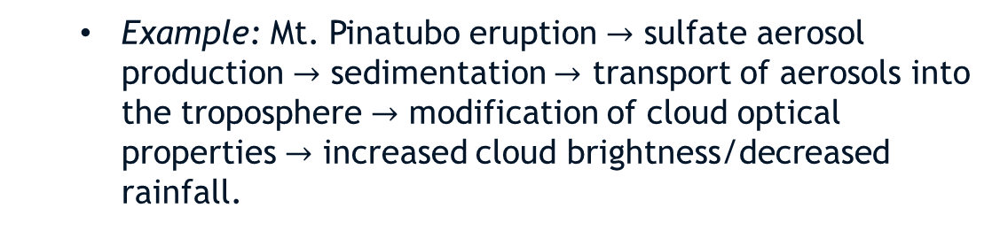 • Example: Mt. Pinatubo eruption → sulfate aerosol
production → sedimentation → transport of aerosols into
the troposphere → modification of cloud optical
properties → increased cloud brightness/decreased
rainfall.